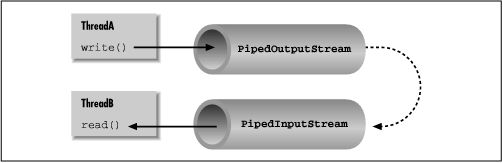 ThreadA
write()
PipedOutputStream
ThreadB
read()
PipedInputStream